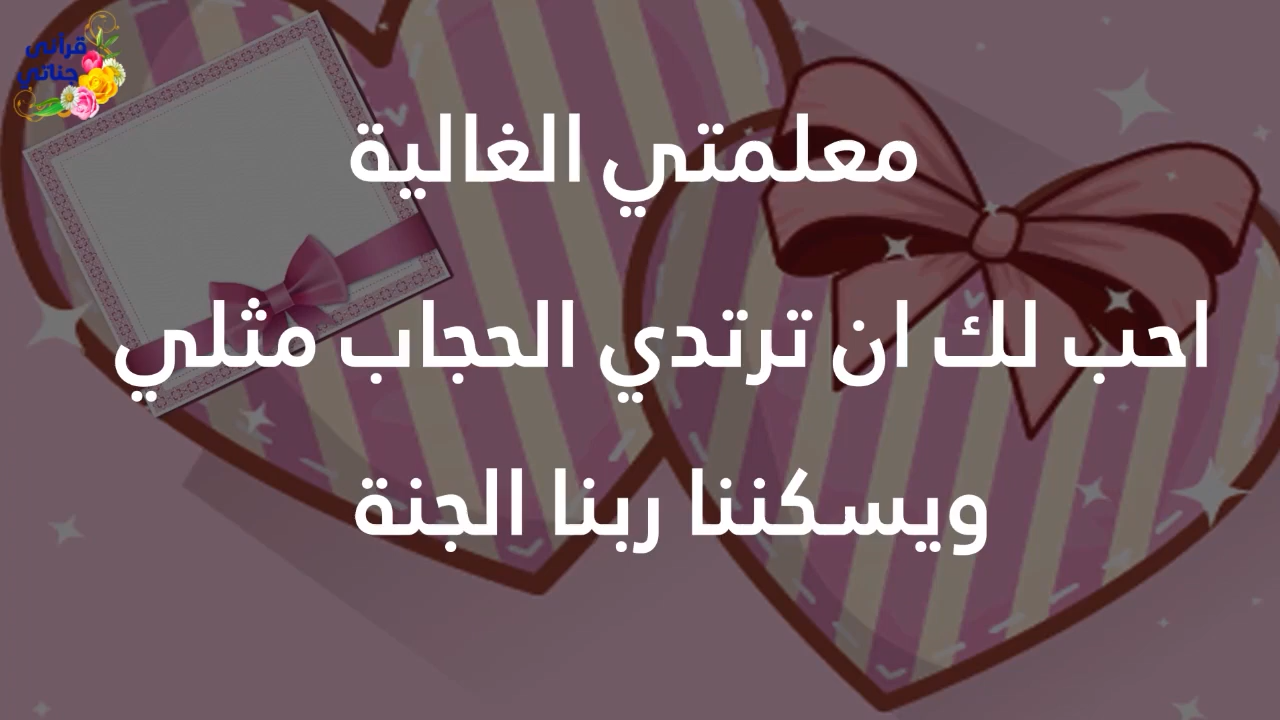 قرآني
جناتي
معلمتي الغالية
احب لك ان ترتدي الحجاب مثلي
ويسكننا ربنا الجنة